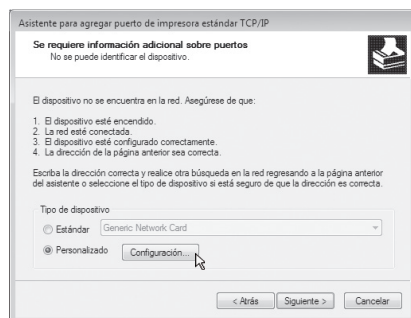 Asistente para agregar puerto de impresora estándar TCP/IP
Se requiere información adicional sobre puertos
No se puede identificar el dispositivo.
El dispositivo no se encuentra en la red. Asegúrese de que:
1. El dispositivo esté encendido.
2. La red esté conectada.
3. El dispositivo esté configurado correctamente.
4. La dirección de la página anterior sea correcta.
Escriba la dirección correcta y realice otra búsqueda en la red regresando a la página anterior
del asistente o seleccione el tipo de dispositivo si está seguro de que la dirección es correcta.
Tipo de dispositivo
Estándar Generic Network Card
Personalizado Configuración...
< Atrás Siguiente > Cancelar